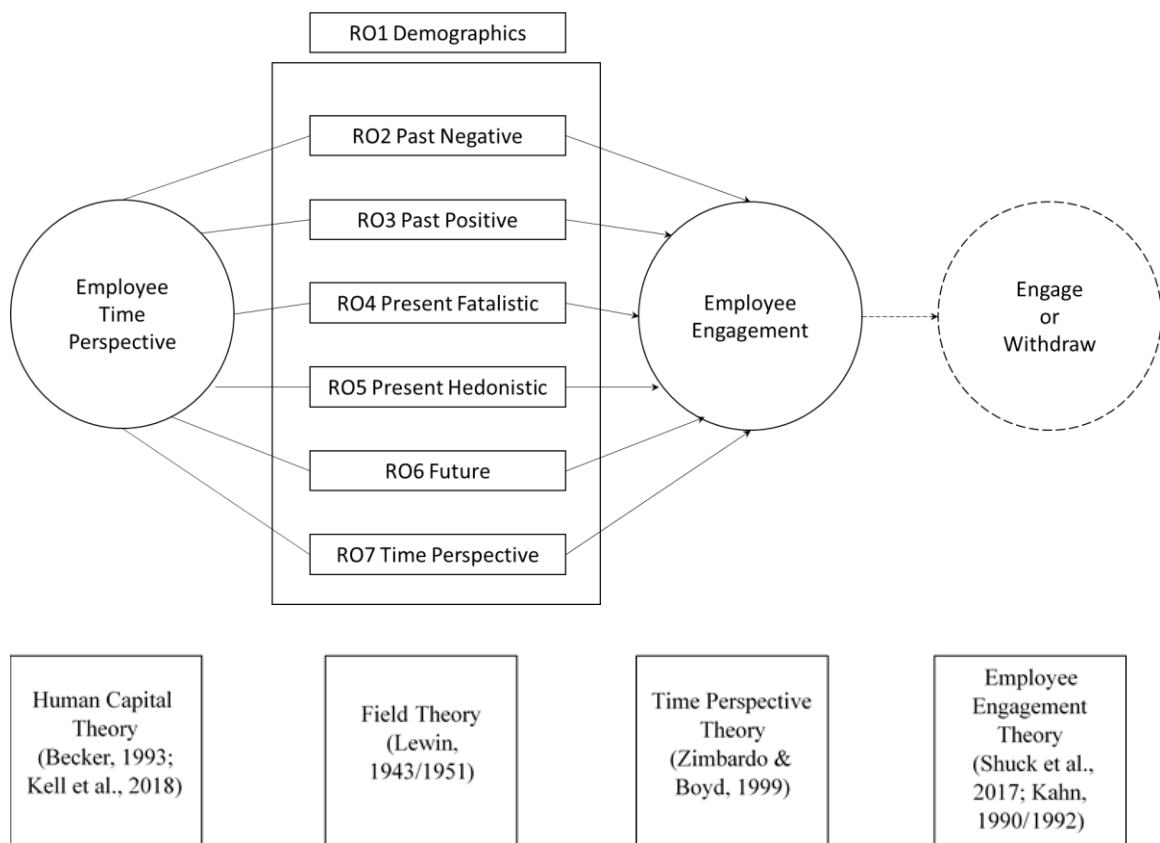 RO1 Demographics
RO2 Past Negative
RO3 Past Positive
RO4 Present Fatalistic
RO5 Present Hedonistic
RO6 Future
RO7 Time Perspective
Employee
Time
Perspective
Employee
Engagement
Engage
or
Withdraw
Human Capital
Theory
(Becker, 1993;
Kell et al., 2018)
Field Theory
(Lewin,
1943/1951)
Time Perspective
Theory
(Zimbardo &
Boyd, 1999)
Employee
Engagement
Theory
(Shuck et al.,
2017; Kahn,
1990/1992)